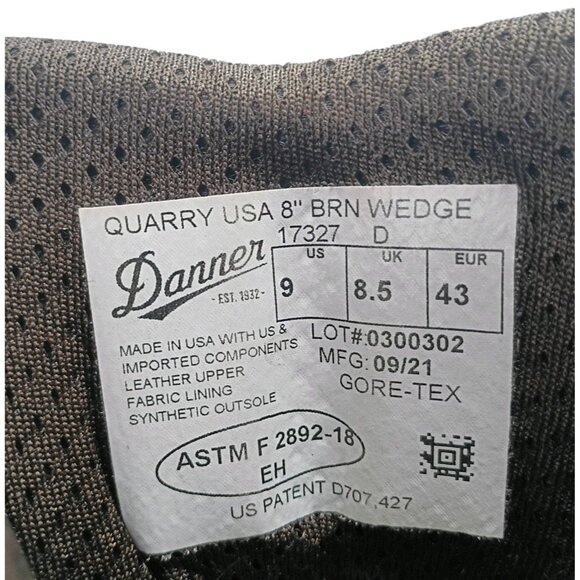 QUARRY USA 8" BRN WEDGE
17327 D
Danner
- EST. 1932 -
US UK EUR
9 8.5 43
MADE IN USA WITH US &
IMPORTED COMPONENTS
LEATHER UPPER
FABRIC LINING
SYNTHETIC OUTSOLE
LOT#:0300302
MFG: 09/21
GORE-TEX
ASTM F 2892-18
EH
US PATENT D707,427